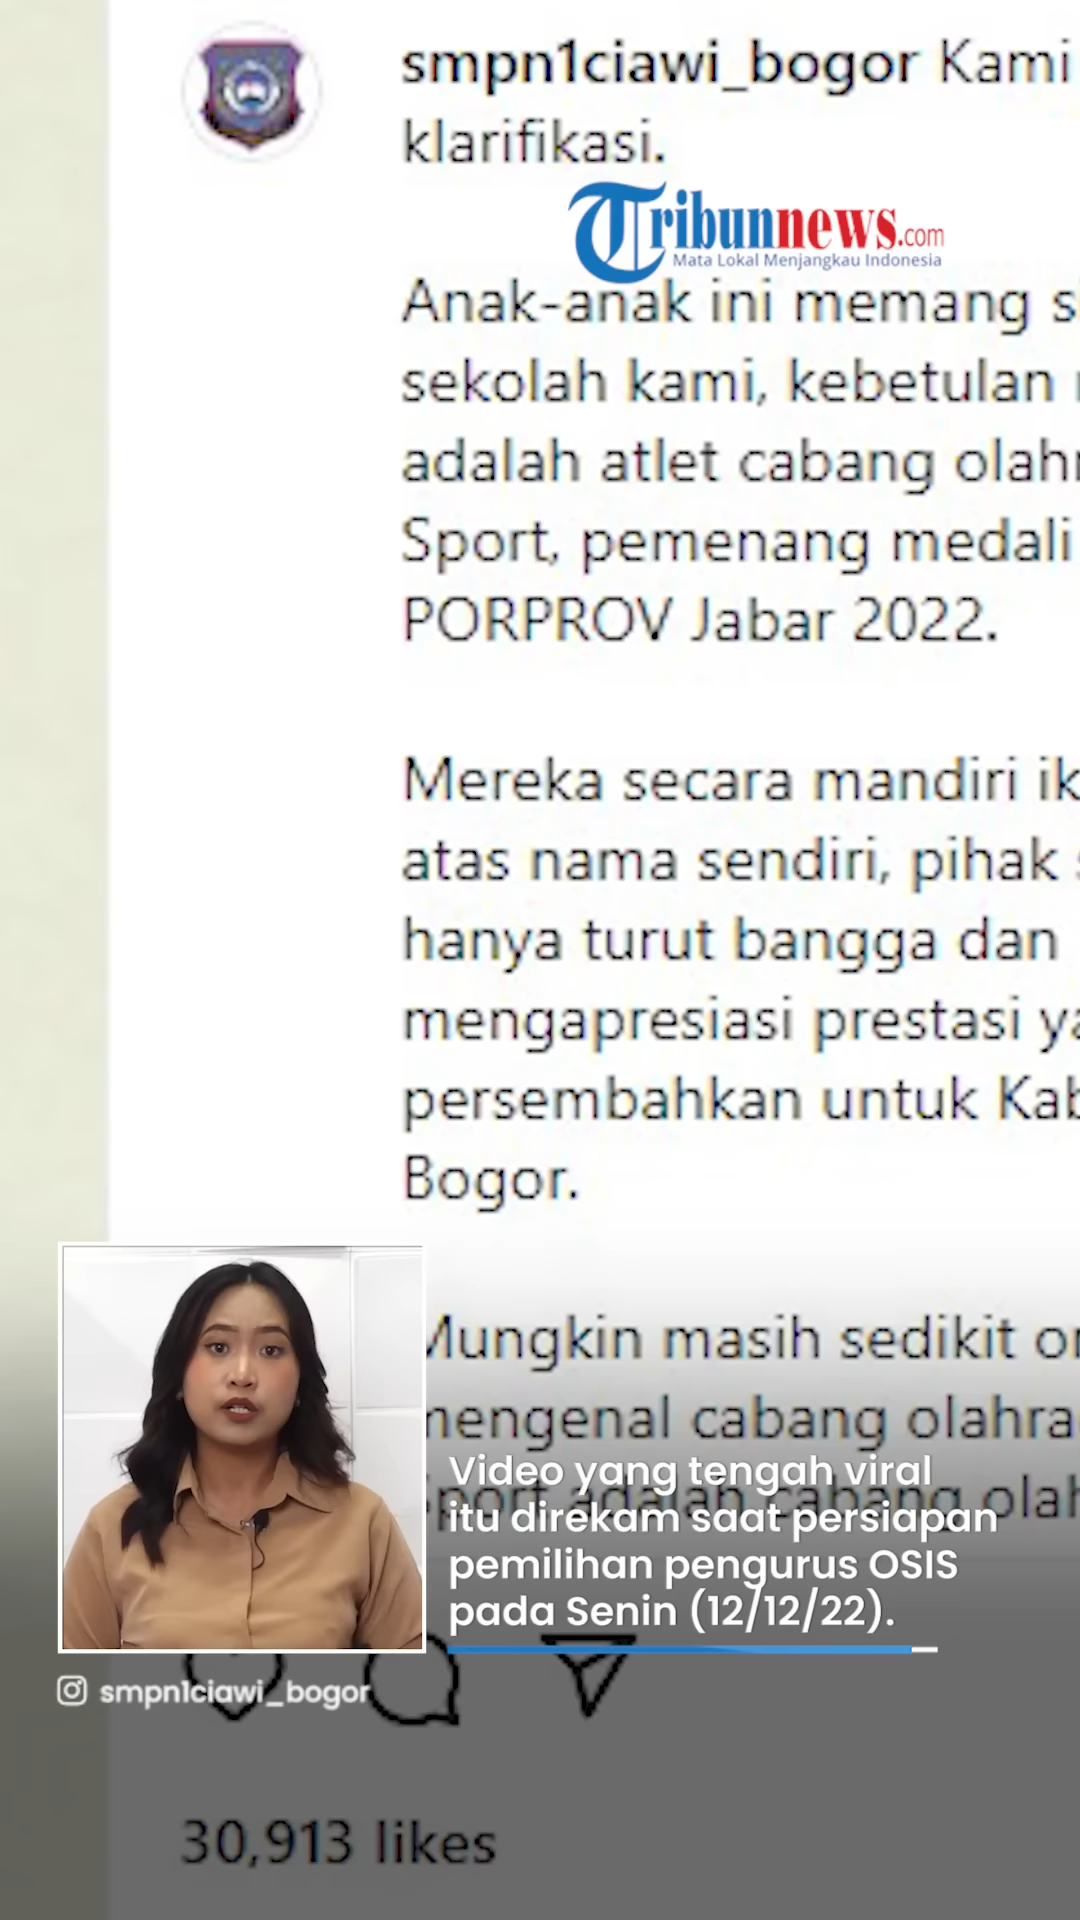 smpn1ciawi_bogor Kami
klarifikasi.
Tribunnews.com
Mata Lokal Menjangkau Indonesia
Anak-anak ini memang
sekolah kami, kebetulan
adalah atlet cabang
Sport, pemenang medali
PORPROV Jabar 2022.
Mereka secara mandiri
atas nama sendiri, pihak
hanya turut bangga dan
mengapresiasi prestasi
persembahkan untuk
Bogor.
Mungkin masih sedikit
mengenal cabang
Sport adalah cabang
Video yang tengah viral
itu direkam saat persiapan
pemilihan pengurus OSIS
pada Senin (12/12/22).
smpn1ciawi_bogor
30,913 likes